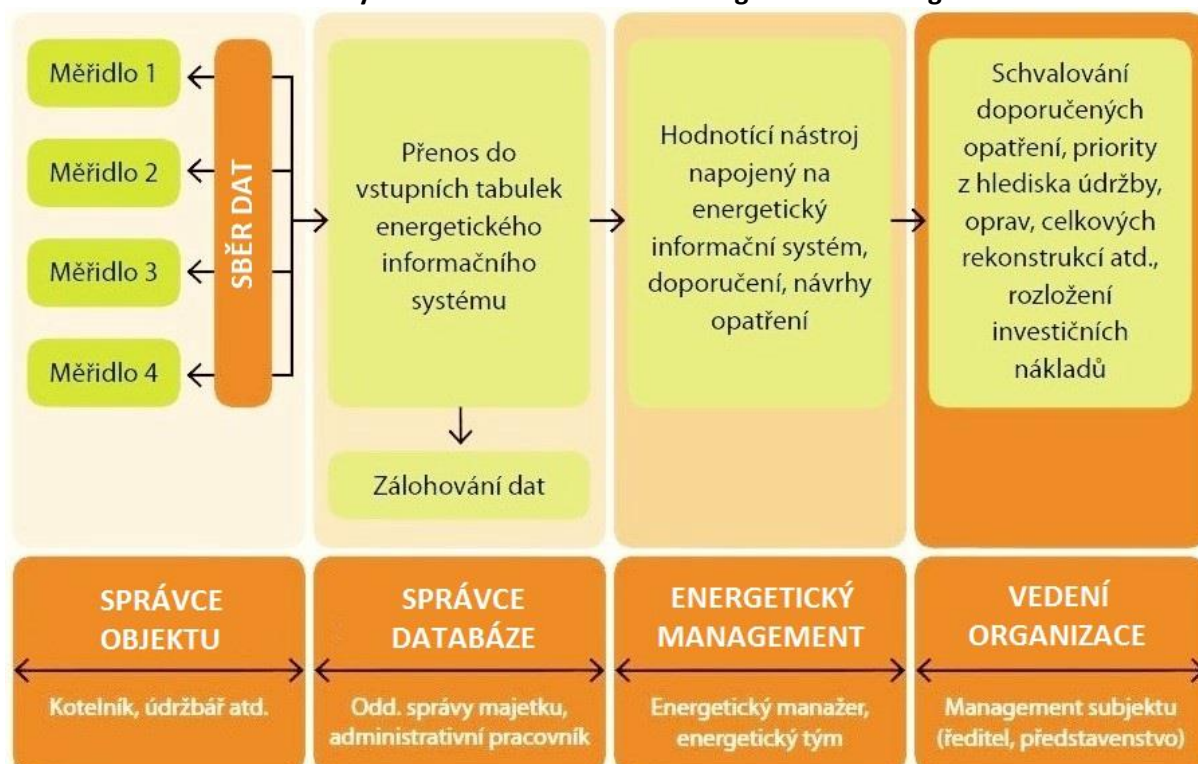 Měřidlo 1
Měřidlo 2
Měřidlo 3
Měřidlo 4
SBĚR DAT
Přenos do
vstupních tabulek
energetického
informačního
systému
Zálohování dat
Hodnotící nástroj
napojený na
energetický
informační systém,
doporučení, návrhy
opatření
Schvalování
doporučených
opatření, priority
z hlediska údržby,
oprav, celkových
rekonstrukcí atd.,
rozložení
investičních
nákladů
SPRÁVCE
OBJEKTU
Kotelník, údržbář atd.
SPRÁVCE
DATABÁZE
Odd. správy majetku,
administrativní pracovník
ENERGETICKÝ
MANAGEMENT
Energetický manažer,
energetický tým
VEDENÍ
ORGANIZACE
Management subjektu
(ředitel, představenstvo)